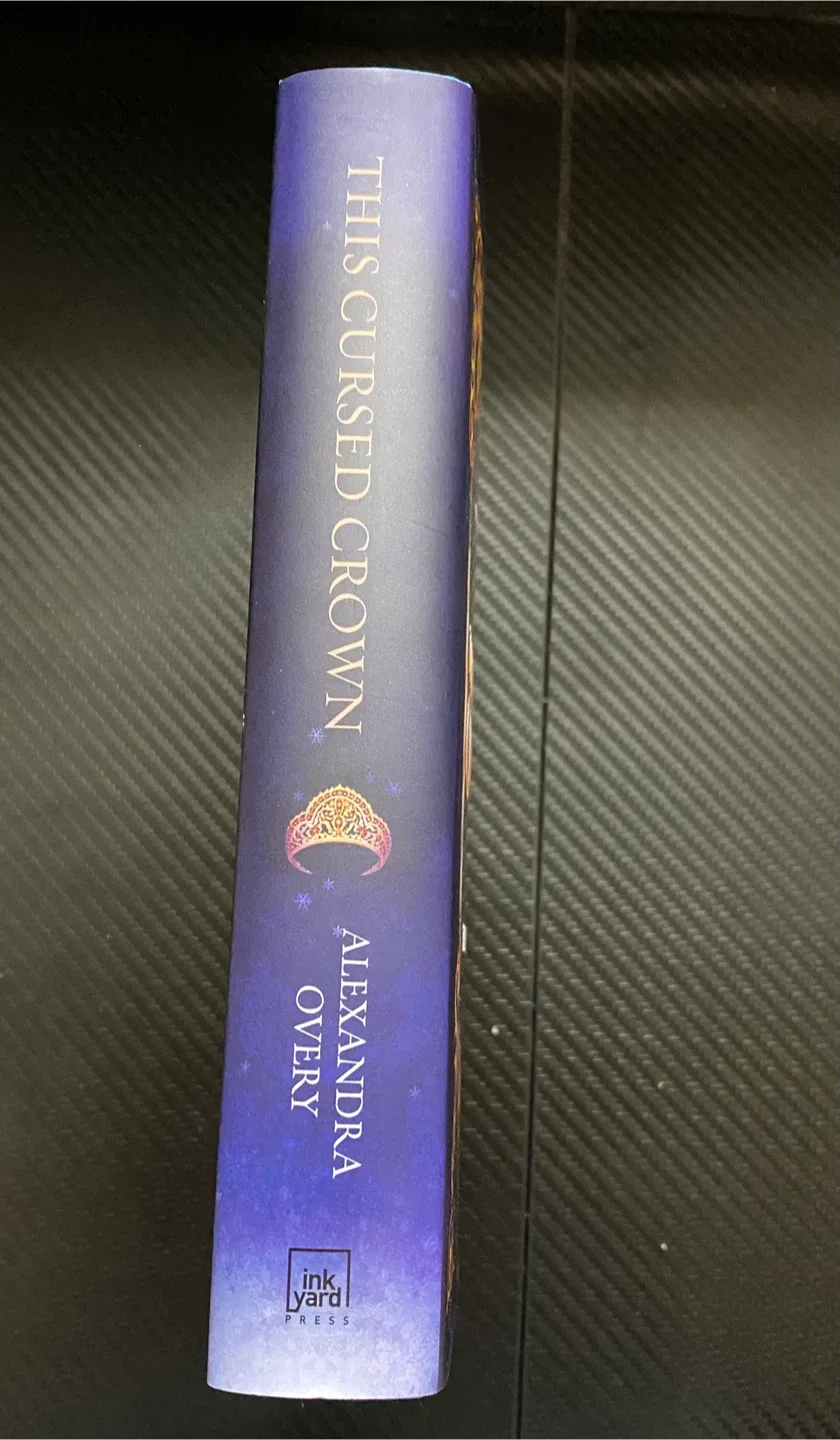 THIS CURSED CROWN
ALEXANDRA
OVERY
ink
yard
PRESS